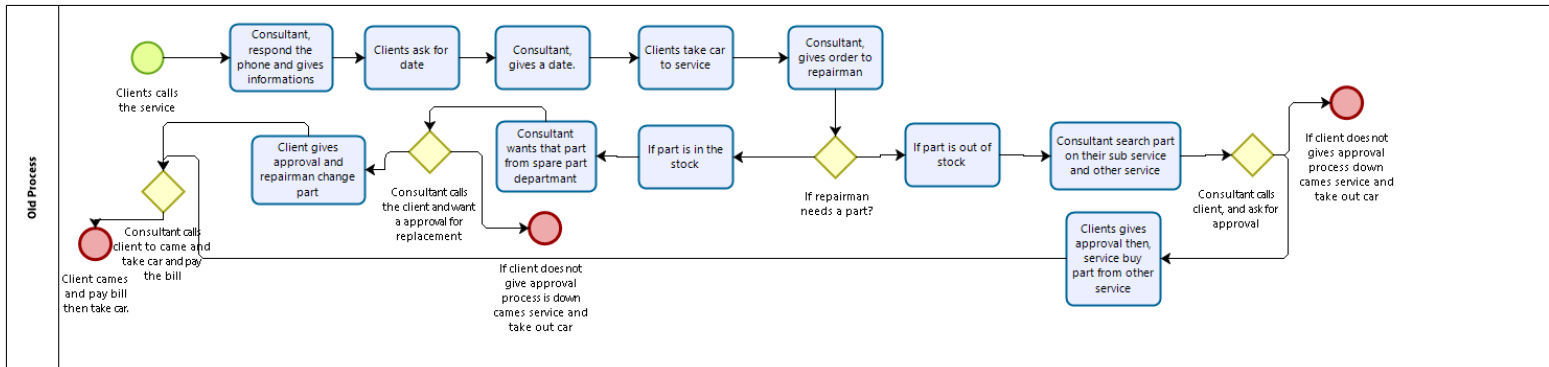 Old Process
Clients calls
the service
Consultant,
respond the
phone and gives
informations
Clients ask for
date
Consultant,
gives a date.
Clients take car
to service
Consultant,
gives order to
repairman
If repairman
needs a part?
If part is in the
stock
Consultant
wants that part
from spare part
department
Consultant calls
the client and want
a approval for
replacement
If client does not
give approval
process is down
cames service and
take out car
Client gives
approval and
repairman change
part
Consultant calls
client to came and
take car and pay
the bill
Client cames
and pay bill
then take car.
If part is out of
stock
Consultant search part
on their sub service
and other service
Consultant calls
client, and ask for
approval
If client does not
gives approval
process down
cames service and
take out car
Clients gives
approval then,
service buy
part from other
service